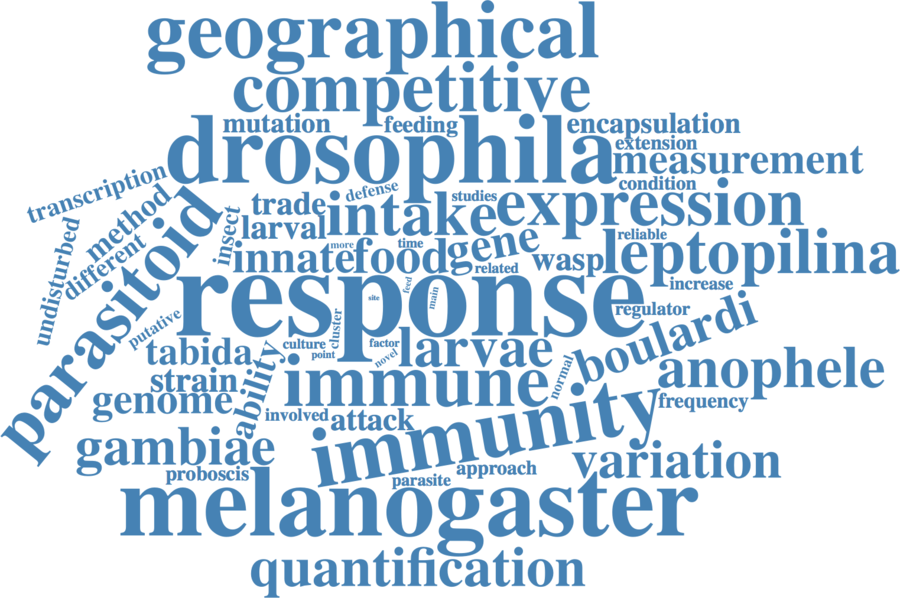 geographical
competitive
mutation
feeding
encapsulation
drosophila
extension
measurement
transcription
condition
defense
studies
method
parasitoid
insect
trade
intake
expression
larval
undisturbed
different
reliable
more
time
gene
innate
food
related
wasp
leptopilina
increase
feed
main
site
response
regulator
putative
cluster
boulardi
tabida
culture
point
factor
novel
larvae
normal
anophele
strain
ability
immune
genome
frequency
involved
attack
immunity
gambiae
variation
proboscis
approach
parasite
melanogaster
quantification